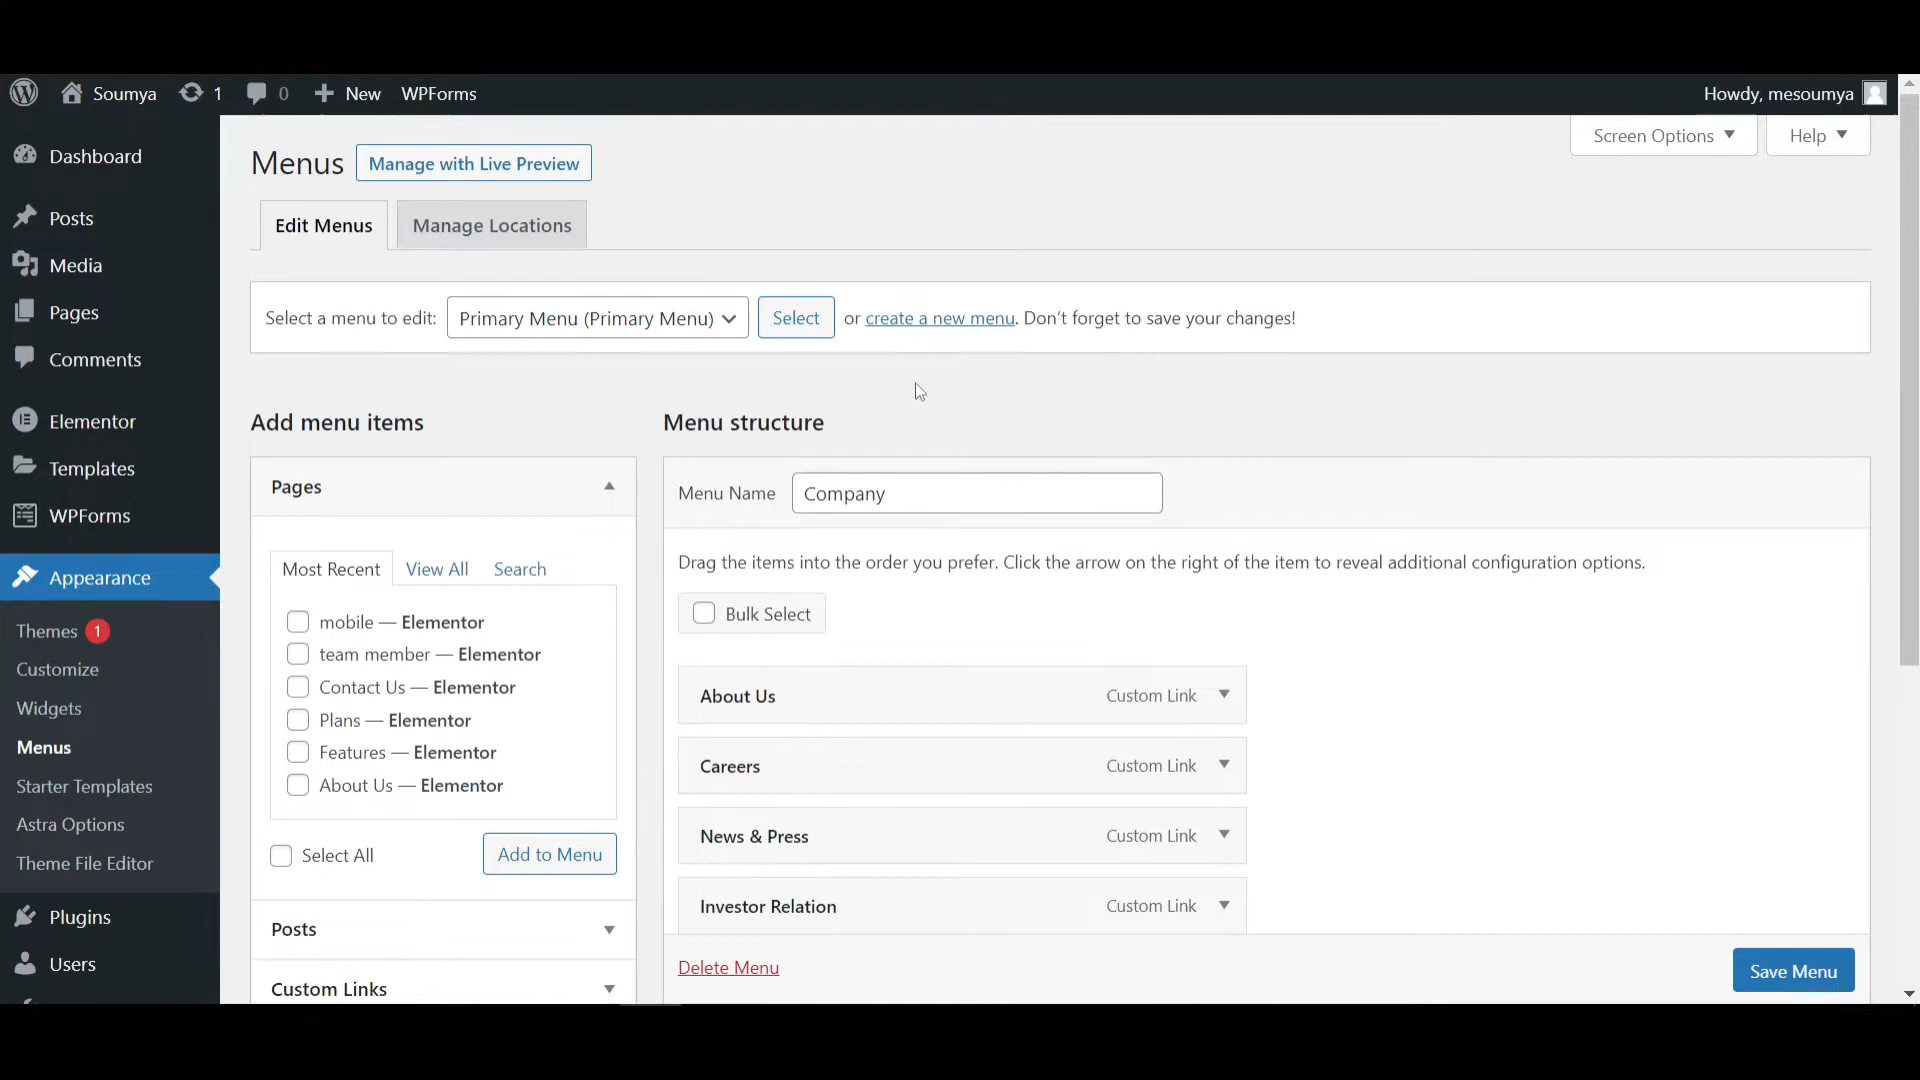 Soumya 1 0 New WPForms Howdy, mesoumya
Screen Options Help
Dashboard
Posts
Media
Pages
Comments
Elementor
Templates
WPForms
Appearance
Themes 1
Customize
Widgets
Menus
Starter Templates
Astra Options
Theme File Editor
Plugins
Users
Menus Manage with Live Preview
Edit Menus Manage Locations
Select a menu to edit: Primary Menu (Primary Menu) Select or create a new menu. Don’t forget to save your changes!
Add menu items
Pages
Most Recent View All Search
mobile — Elementor
team member — Elementor
Contact Us — Elementor
Plans — Elementor
Features — Elementor
About Us — Elementor
Select All Add to Menu
Posts
Custom Links
Menu structure
Menu Name Company
Drag the items into the order you prefer. Click the arrow on the right of the item to reveal additional configuration options.
Bulk Select
About Us Custom Link
Careers Custom Link
News & Press Custom Link
Investor Relation Custom Link
Delete Menu Save Menu